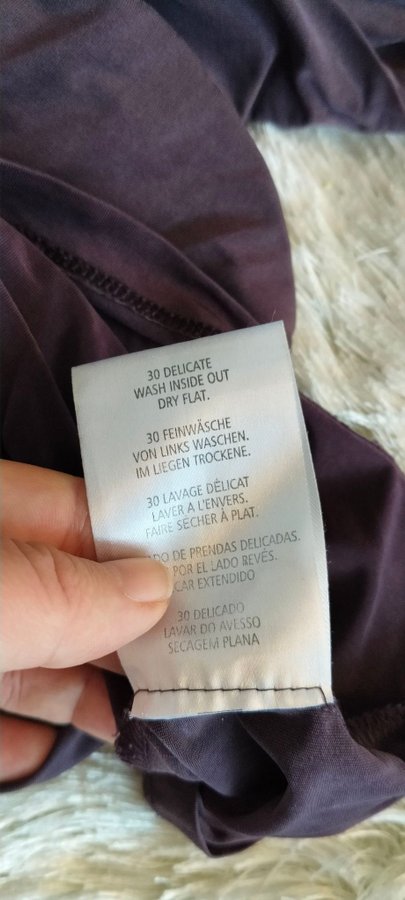 30 DELICATE
WASH INSIDE OUT
DRY FLAT.
30 FEINWÄSCHE
VON LINKS WASCHEN.
IM LIEGEN TROCKENE.
30 LAVAGE DÉLICAT
LAVER A L'ENVERS.
FAIRE SÉCHER À PLAT.
DE PRENDAS DELICADAS.
POR EL LADO REVÉS.
EXTENDIDO
30 DELICADO
LAVAR DO AVESSO
SECAGEM PLANA